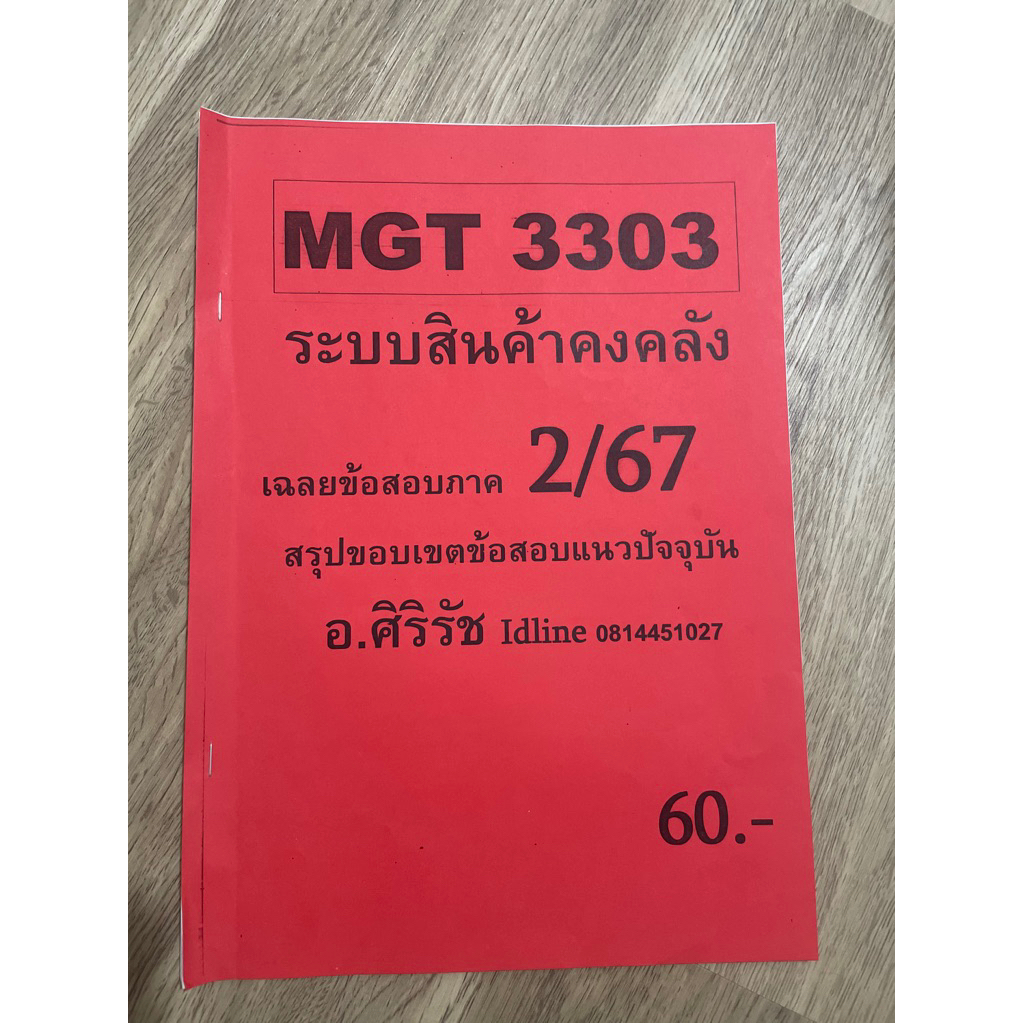 MGT 3303
ระบบสินค้าคงคลัง
เฉลยข้อสอบภาค 2/67
สรุปขอบเขตข้อสอบแนวปัจจุบัน
อ.ศิริรัช Idline 0814451027
60.-